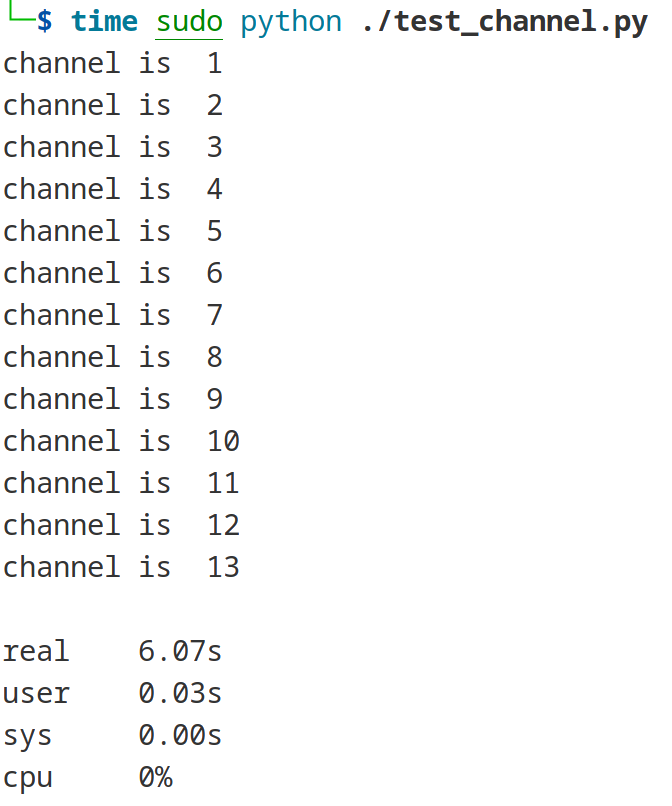 └─$ time sudo python ./test_channel.py
channel is  1
channel is  2
channel is  3
channel is  4
channel is  5
channel is  6
channel is  7
channel is  8
channel is  9
channel is  10
channel is  11
channel is  12
channel is  13
real    6.07s
user    0.03s
sys     0.00s
cpu     0%